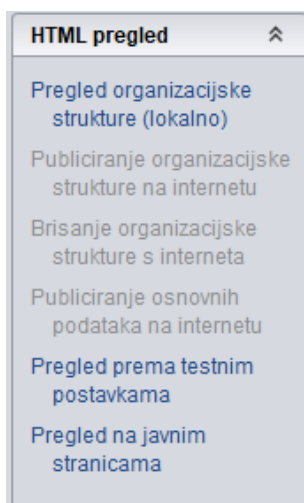 HTML pregled
Pregled organizacijske
strukture (lokalno)
Publiciranje organizacijske
strukture na internetu
Brisanje organizacijske
strukture s interneta
Publiciranje osnovnih
podataka na internetu
Pregled prema testnim
postavkama
Pregled na javnim
stranicama